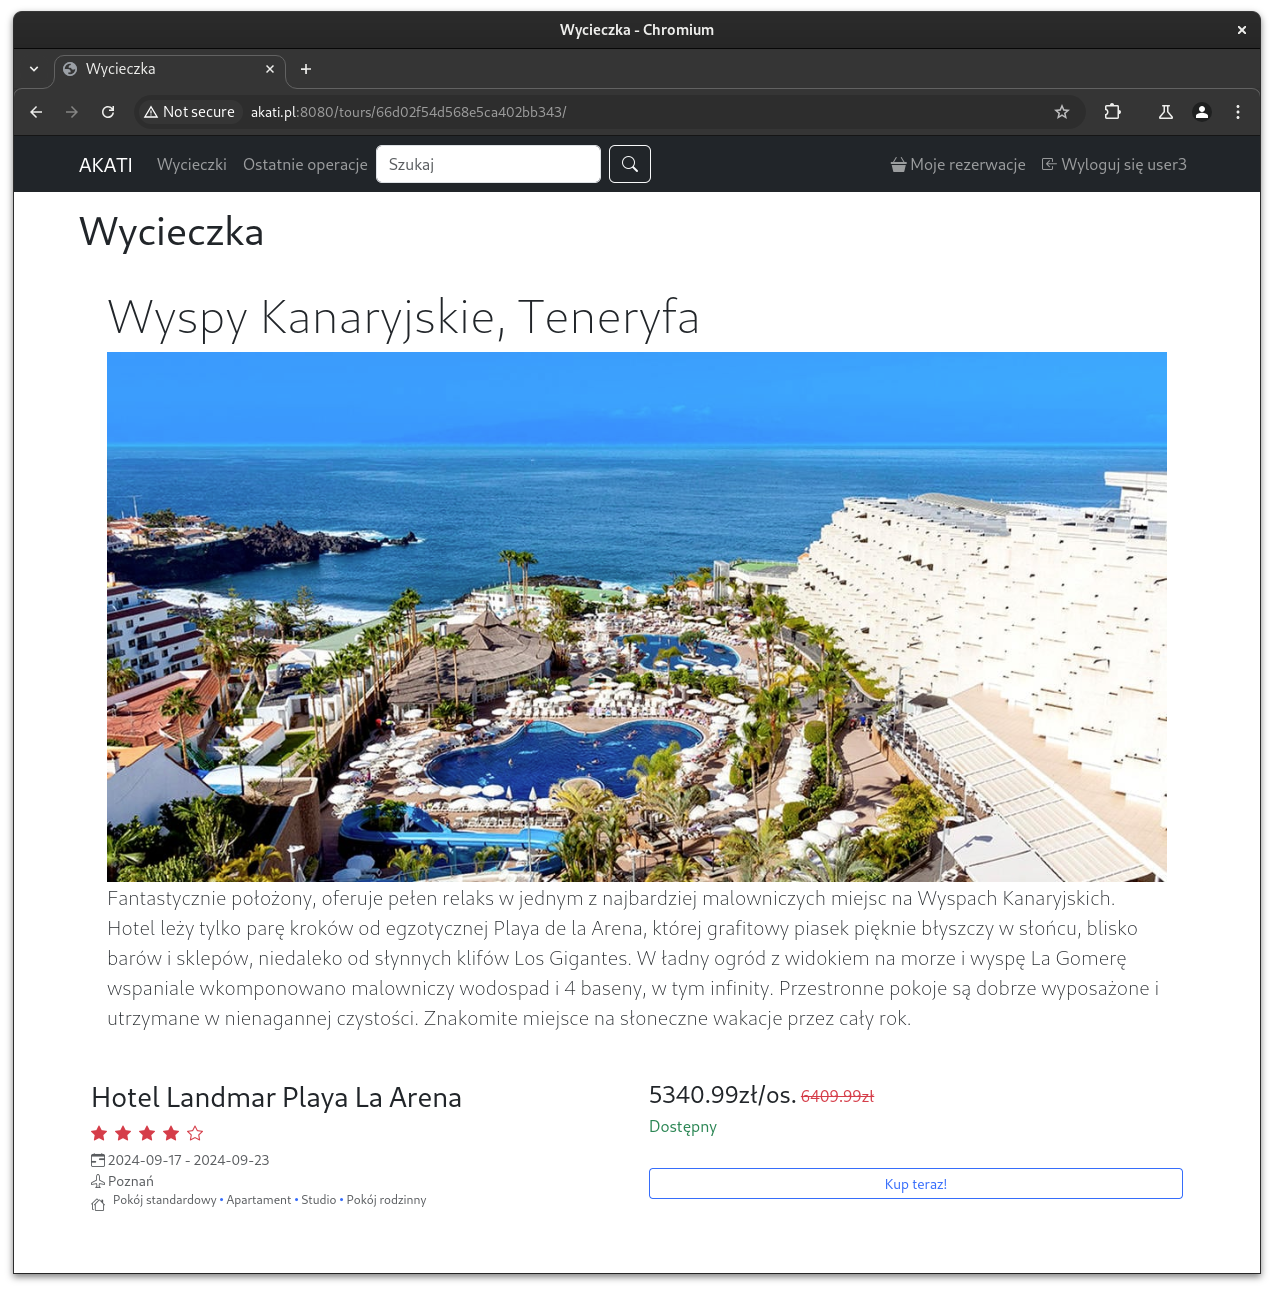 Wycieczka - Chromium
Wycieczka
Not secure akati.pl:8080/tours/66d02f54d568e5ca402bb343/
AKATI Wycieczki Ostatnie operacje Szukaj Moje rezerwacje Wyloguj się user3
Wycieczka
Wyspy Kanaryjskie, Teneryfa
Fantastycznie położony, oferuje pełen relaks w jednym z najbardziej malowniczych miejsc na Wyspach Kanaryjskich.
Hotel leży tylko parę kroków od egzotycznej Playa de la Arena, której grafitowy piasek pięknie błyszczy w słońcu, blisko
barów i sklepów, niedaleko od słynnych klifów Los Gigantes. W ładny ogród z widokiem na morze i wyspę La Gomerę
wspaniale wkomponowano malowniczy wodospad i 4 baseny, w tym infinity. Przestronne pokoje są dobrze wyposażone i
utrzymane w nienagannej czystości. Znakomite miejsce na słoneczne wakacje przez cały rok.
Hotel Landmar Playa La Arena
2024-09-17 - 2024-09-23
Poznań
Pokój standardowy • Apartament • Studio • Pokój rodzinny
5340.99zł/os. 6409.99zł
Dostępny
Kup teraz!